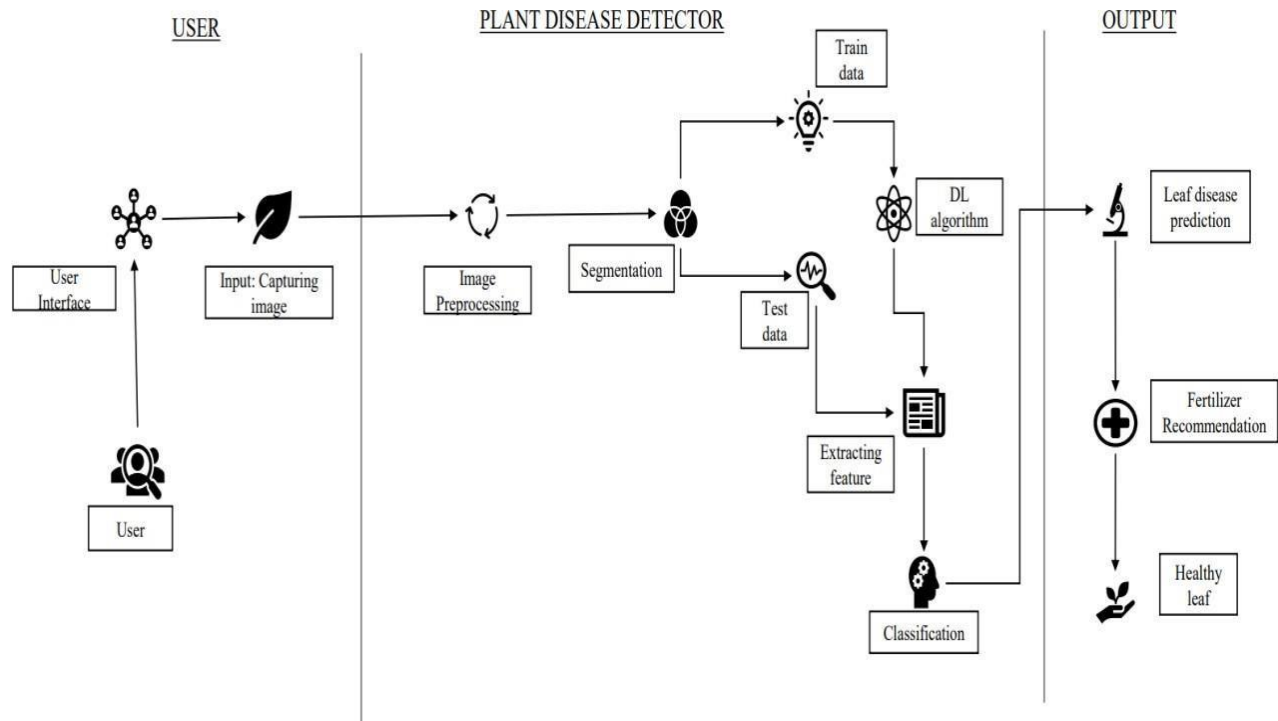 USER
PLANT DISEASE DETECTOR
OUTPUT
Train
data
DL
algorithm
Leaf disease
prediction
User
Interface
Input: Capturing
image
Image
Preprocessing
Segmentation
Test
data
Extracting
feature
Fertilizer
Recommendation
User
Classification
Healthy
leaf